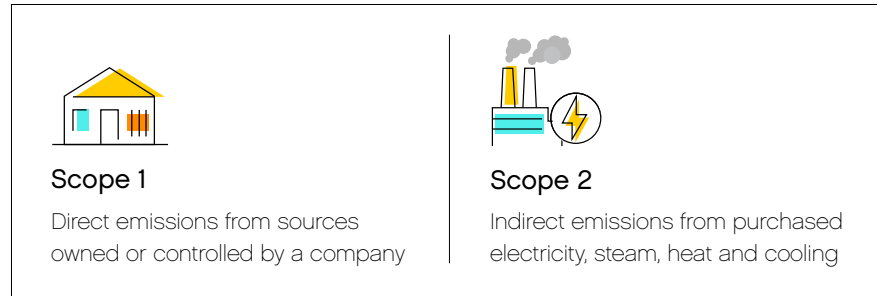 Scope 1
Direct emissions from sources
owned or controlled by a company
Scope 2
Indirect emissions from purchased
electricity, steam, heat and cooling